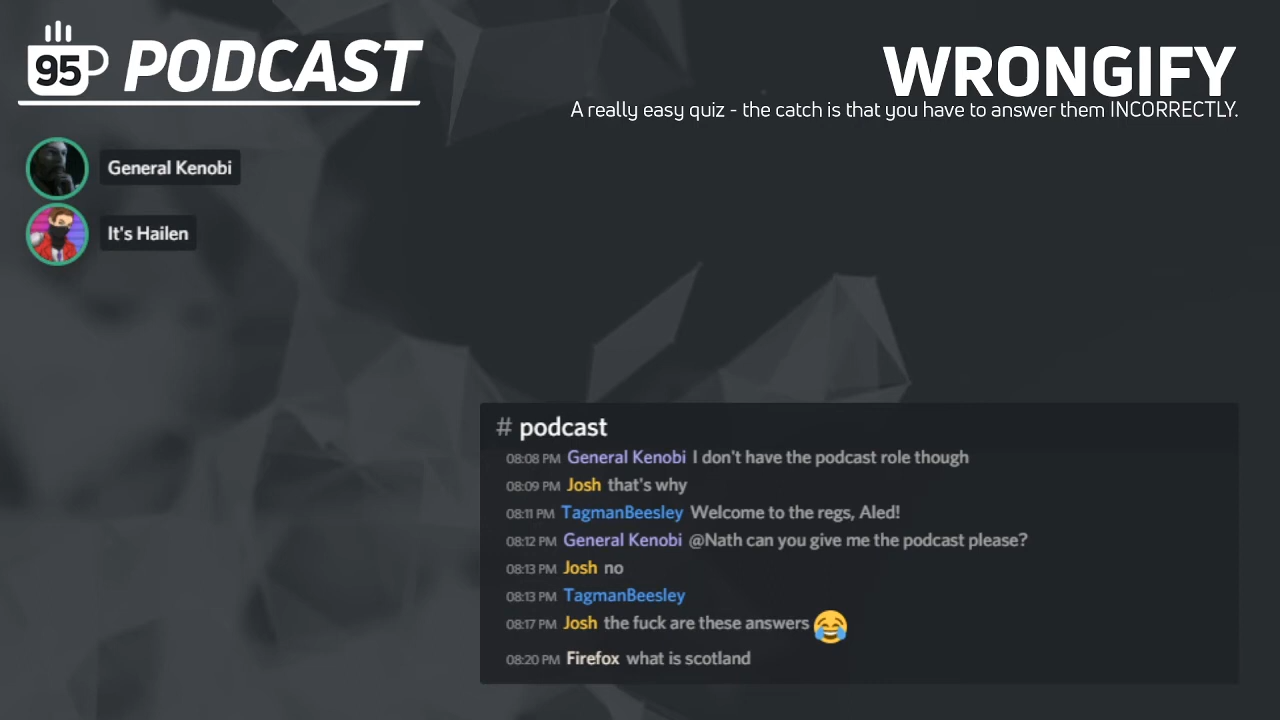 95 PODCAST
WRONGIFY
A really easy quiz - the catch is that you have to answer them INCORRECTLY.
General Kenobi
It's Hailen
# podcast
08:08 PM General Kenobi I don't have the podcast role though
08:09 PM Josh that's why
08:11 PM TagmanBeesley Welcome to the regs, Aled!
08:12 PM General Kenobi @Nath can you give me the podcast please?
08:13 PM Josh no
08:13 PM TagmanBeesley
08:17 PM Josh the fuck are these answers 😂
08:20 PM Firefox what is scotland